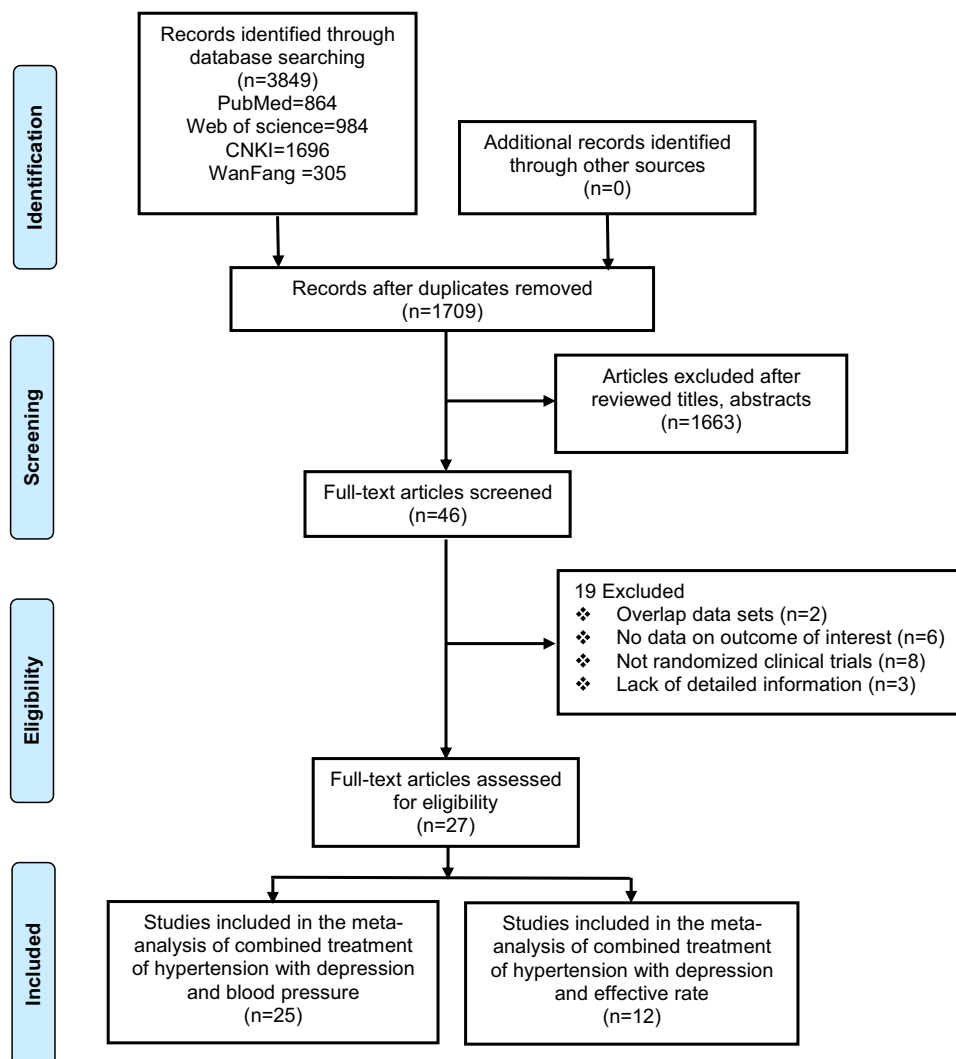 Identification
Records identified through
database searching
(n=3849)
PubMed=864
Web of science=984
CNKI=1696
WanFang =305
Additional records identified
through other sources
(n=0)
Records after duplicates removed
(n=1709)
Screening
Articles excluded after
reviewed titles, abstracts
(n=1663)
Full-text articles screened
(n=46)
Eligibility
19 Excluded
❖ Overlap data sets (n=2)
❖ No data on outcome of interest (n=6)
❖ Not randomized clinical trials (n=8)
❖ Lack of detailed information (n=3)
Full-text articles assessed
for eligibility
(n=27)
Included
Studies included in the meta-
analysis of combined treatment
of hypertension with depression
and blood pressure
(n=25)
Studies included in the meta-
analysis of combined treatment
of hypertension with depression
and effective rate
(n=12)